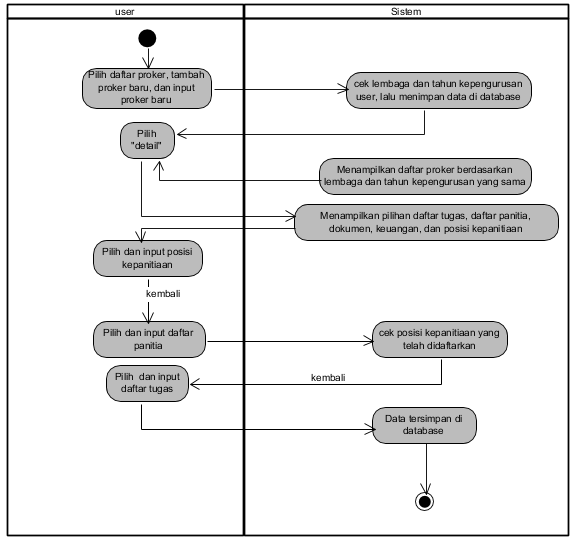 user
Sistem
Pilih daftar proker, tambah
proker baru, dan input
proker baru
cek lembaga dan tahun kepengurusan
user, lalu menimpan data di database
Pilih
"detail"
Menampilkan daftar proker berdasarkan
lembaga dan tahun kepengurusan yang sama
Menampilkan pilihan daftar tugas, daftar panitia,
dokumen, keuangan, dan posisi kepanitiaan
Pilih dan input posisi
kepanitiaan
kembali
Pilih dan input daftar
panitia
cek posisi kepanitiaan yang
telah didaftarkan
kembali
Pilih dan input
daftar tugas
Data tersimpan di
database